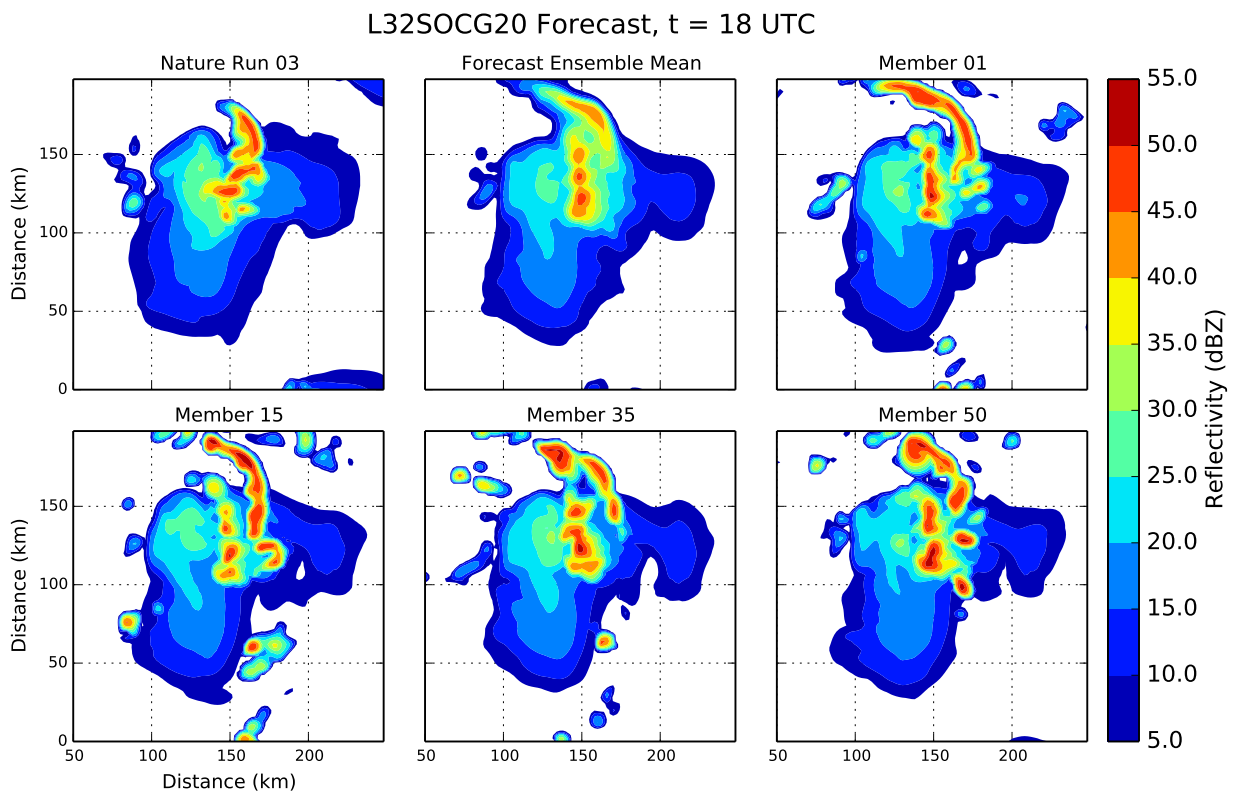 L32SOCG20 Forecast, t = 18 UTC
Nature Run 03
Forecast Ensemble Mean
Member 01
Distance (km)
150
100
50
0
Member 15
Member 35
Member 50
Distance (km)
150
100
50
0
50 100 150 200
50 100 150 200
50 100 150 200
Distance (km)
55.0
50.0
45.0
40.0
35.0
30.0
25.0
20.0
15.0
10.0
5.0
Reflectivity (dBZ)